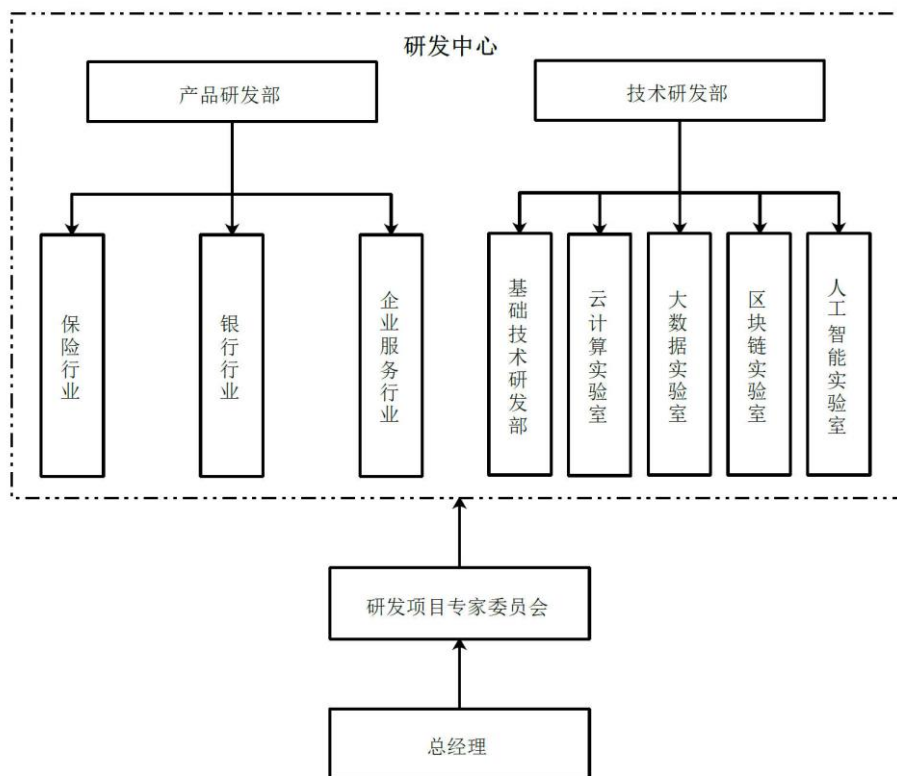 研发中心
产品研发部
技术研发部
保险行业
银行行业
企业服务行业
基础技术研发部
云计算实验室
大数据实验室
区块链实验室
人工智能实验室
研发项目专家委员会
总经理